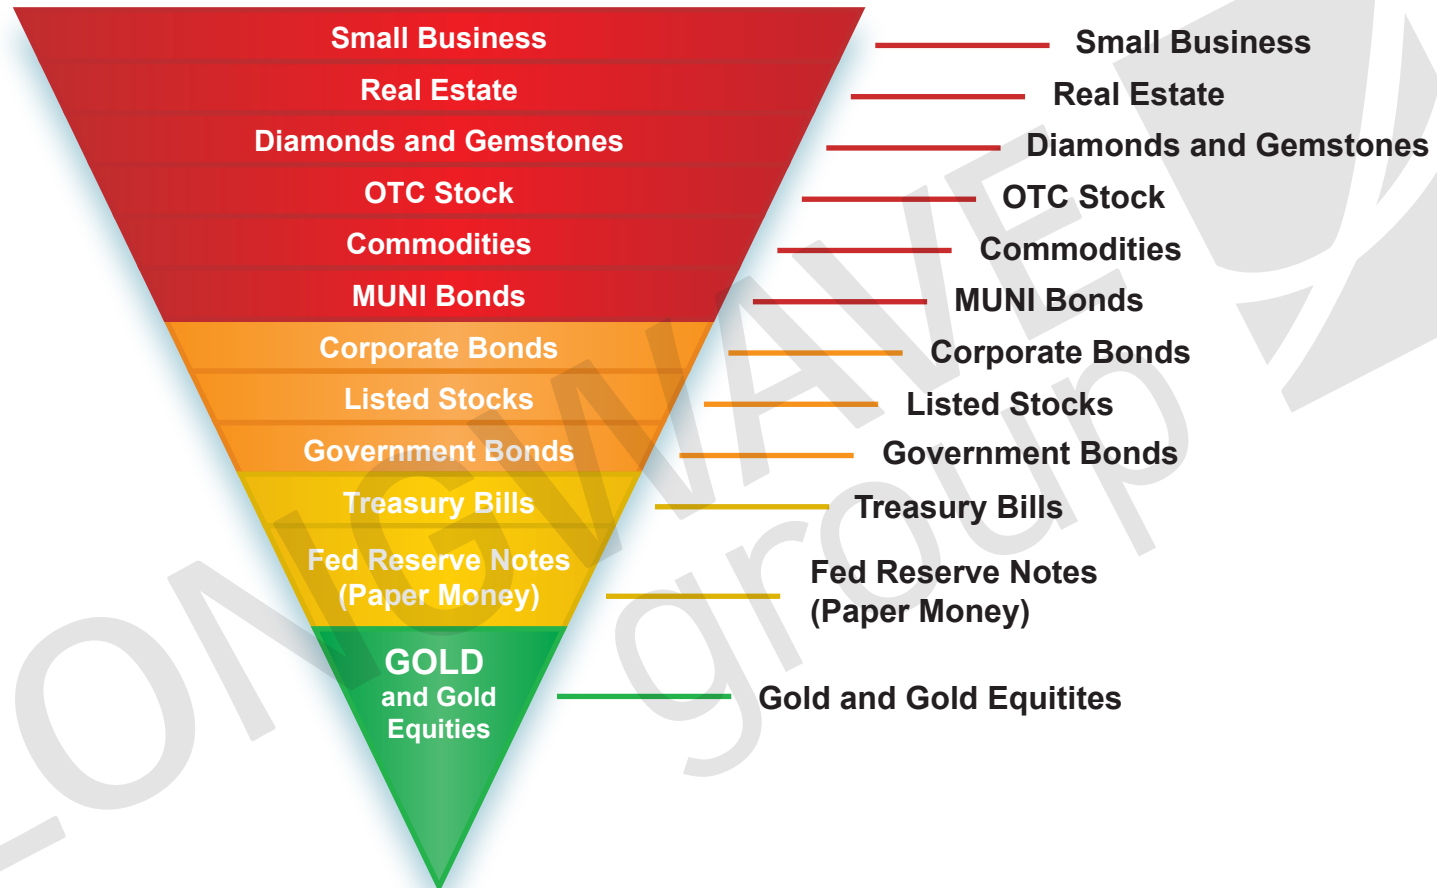 Small Business
Small Business
Real Estate
Real Estate
Diamonds and Gemstones
Diamonds and Gemstones
OTC Stock
OTC Stock
Commodities
Commodities
MUNI Bonds
MUNI Bonds
Corporate Bonds
Corporate Bonds
Listed Stocks
Listed Stocks
Government Bonds
Government Bonds
Treasury Bills
Treasury Bills
Fed Reserve Notes
(Paper Money)
Fed Reserve Notes
(Paper Money)
GOLD
and Gold
Equities
Gold and Gold Equitites
LONGWAVE
group